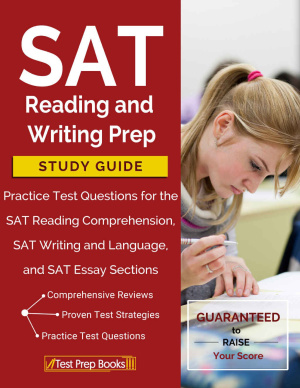 SAT
Reading and
Writing Prep
STUDY GUIDE
Practice Test Questions for the
SAT Reading Comprehension,
SAT Writing and Language,
and SAT Essay Sections
Comprehensive Reviews
Proven Test Strategies
Practice Test Questions
GUARANTEED
to
RAISE
Your Score
Test Prep Books